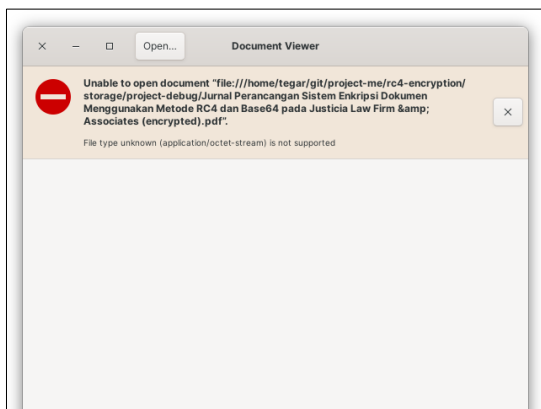 Open...
Document Viewer
Unable to open document “file:///home/tegar/git/project-me/rc4-encryption/
storage/project-debug/Jurnal Perancangan Sistem Enkripsi Dokumen
Menggunakan Metode RC4 dan Base64 pada Justicia Law Firm &amp;
Associates (encrypted).pdf”.
File type unknown (application/octet-stream) is not supported